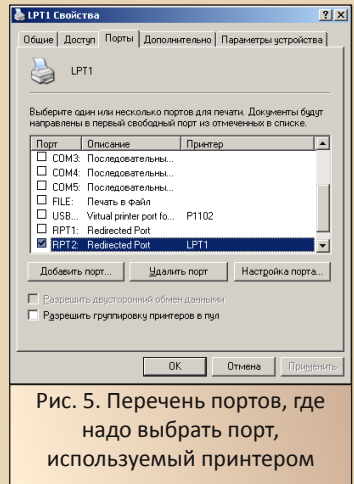 LPT1 Свойства
Общие Доступ Порты Дополнительно Параметры устройства
LPT1
Выберите один или несколько портов для печати. Документы будут
направлены в первый свободный порт из отмеченных в списке.
Порт Описание Принтер
COM3: Последовательны...
COM4: Последовательны...
COM5: Последовательны...
FILE: Печать в файл
USB... Virtual printer port fo... P1102
RPT1: Redirected Port
RPT2: Redirected Port LPT1
Добавить порт... Удалить порт Настройка порта...
Разрешить двусторонний обмен данными
Разрешить группировку принтеров в пул
OK Отмена Применить
Рис. 5. Перечень портов, где
надо выбрать порт,
используемый принтером